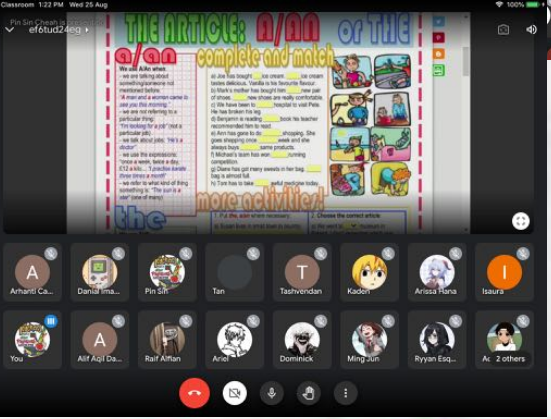 Classroom 1:22 PM Wed 25 Aug
100%
Pin Sin Cheah is presenting
ef6tud24eg
THE ARTICLE: A/AN or THE
a/an complete and match
We use A/An when
- we are talking about
something/someone not
mentioned before:
"A man and a woman came to
see you this morning."
- we are not referring to a
particular thing:
"I'm looking for a job" (not a
particular job)
- we talk about jobs: "He's a
doctor"
- we use the expressions:
"once a week, twice a day,
three times a month"
- we refer to what kind of thing
something is: "The sun is a
star" (one of many)
a) Joe has bought ice cream. ice cream
tastes delicious. Vanilla is his favourite flavour.
b) Mark's mother has bought him new pair
of shoes. new shoes are really comfortable.
c) We have been to hospital to visit Pete.
He has broken his leg.
d) Benjamin is reading book his teacher
recommended him to read.
e) Ann has gone to do shopping. She
goes shopping once week and she
always buys same products.
f) Michael's team has won running
competition.
g) Diane has got many sweets in her bag.
bag is almost full.
h) Tom has to take awful medicine today.
more activities!
the
1. Put the, a/an where necessary.
2. Choose the correct article
Arhanti Ca...
Danial Ima...
Pin Sin
Tan
T
Tashvendan
Kaden
Arissa Hana
I
Isaura
You
A
Alif Aqil Da...
Raif Alfian
Ariel
Dominick
Ming Jun
Ryyan Esq...
2 others